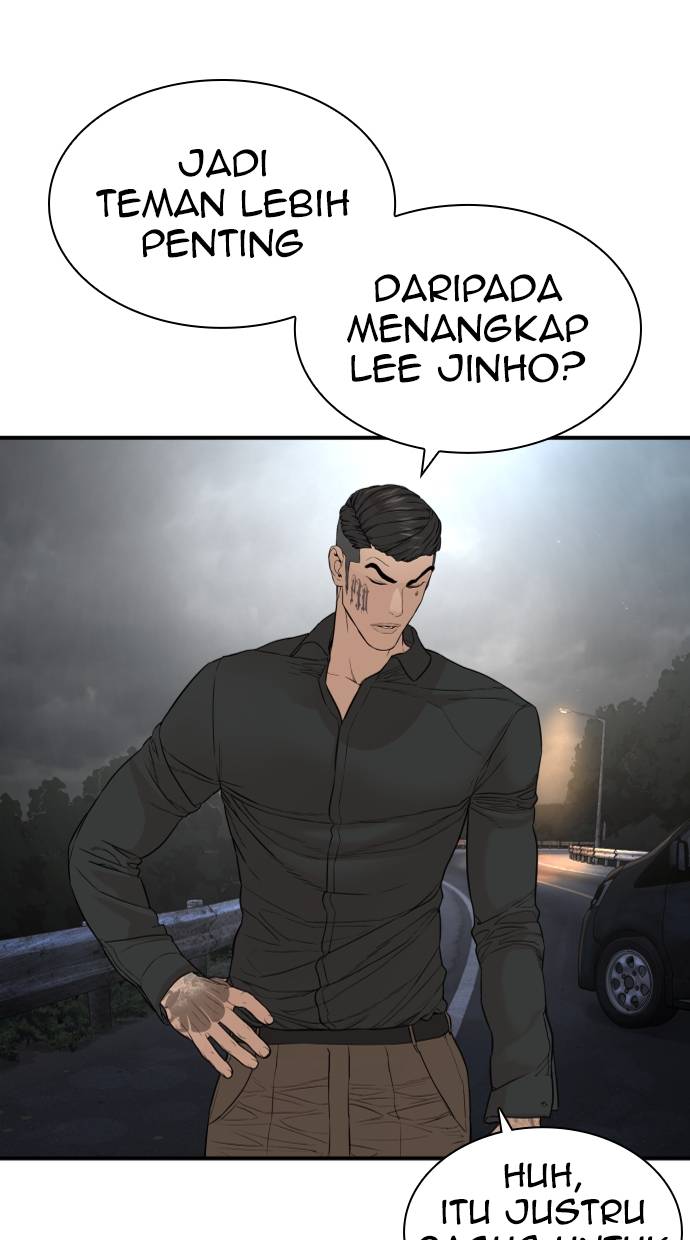 JADI
TEMAN LEBIH
PENTING
DARIPADA
MENANGKAP
LEE JINHO?
HUH,
ITU JUSTRU